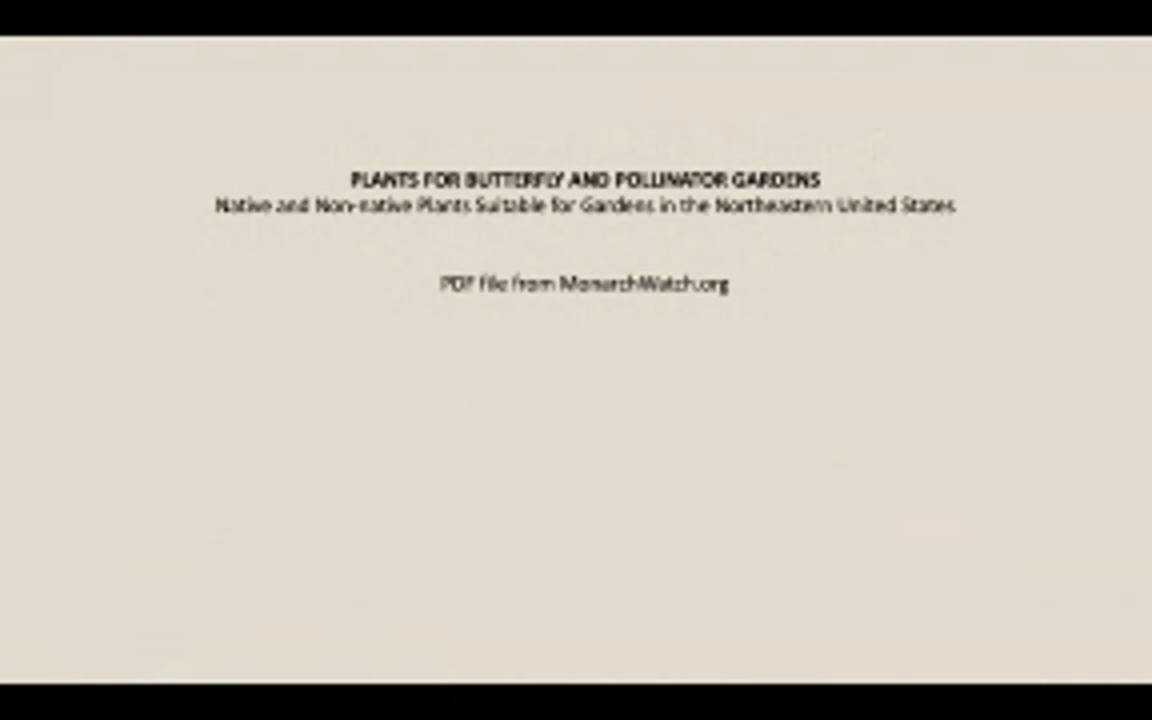 PLANTS FOR BUTTERFLY AND POLLINATOR GARDENS
Native and Non-native Plants Suitable for Gardens in the Northeastern United States
PDF file from MonarchWatch.org